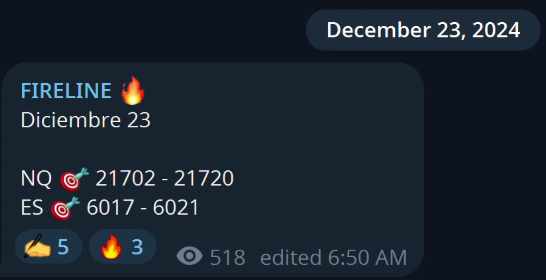 December 23, 2024
FIRELINE 🔥
Diciembre 23
NQ 🎯 21702 - 21720
ES 🎯 6017 - 6021
✍️ 5 🔥 3 518 edited 6:50 AM